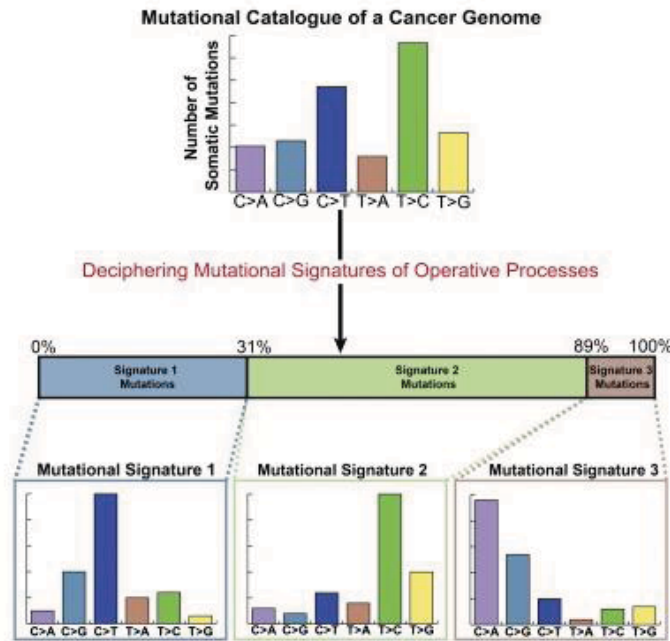 Mutational Catalogue of a Cancer Genome
Number of
Somatic Mutations
C>A C>G C>T T>A T>C T>G
Deciphering Mutational Signatures of Operative Processes
0% 31% 89% 100%
Signature 1 Signature 2 Signature 3
Mutations Mutations Mutations
Mutational Signature 1 Mutational Signature 2 Mutational Signature 3
C>A C>G C>T T>A T>C T>G C>A C>G C>T T>A T>C T>G C>A C>G C>T T>A T>C T>G